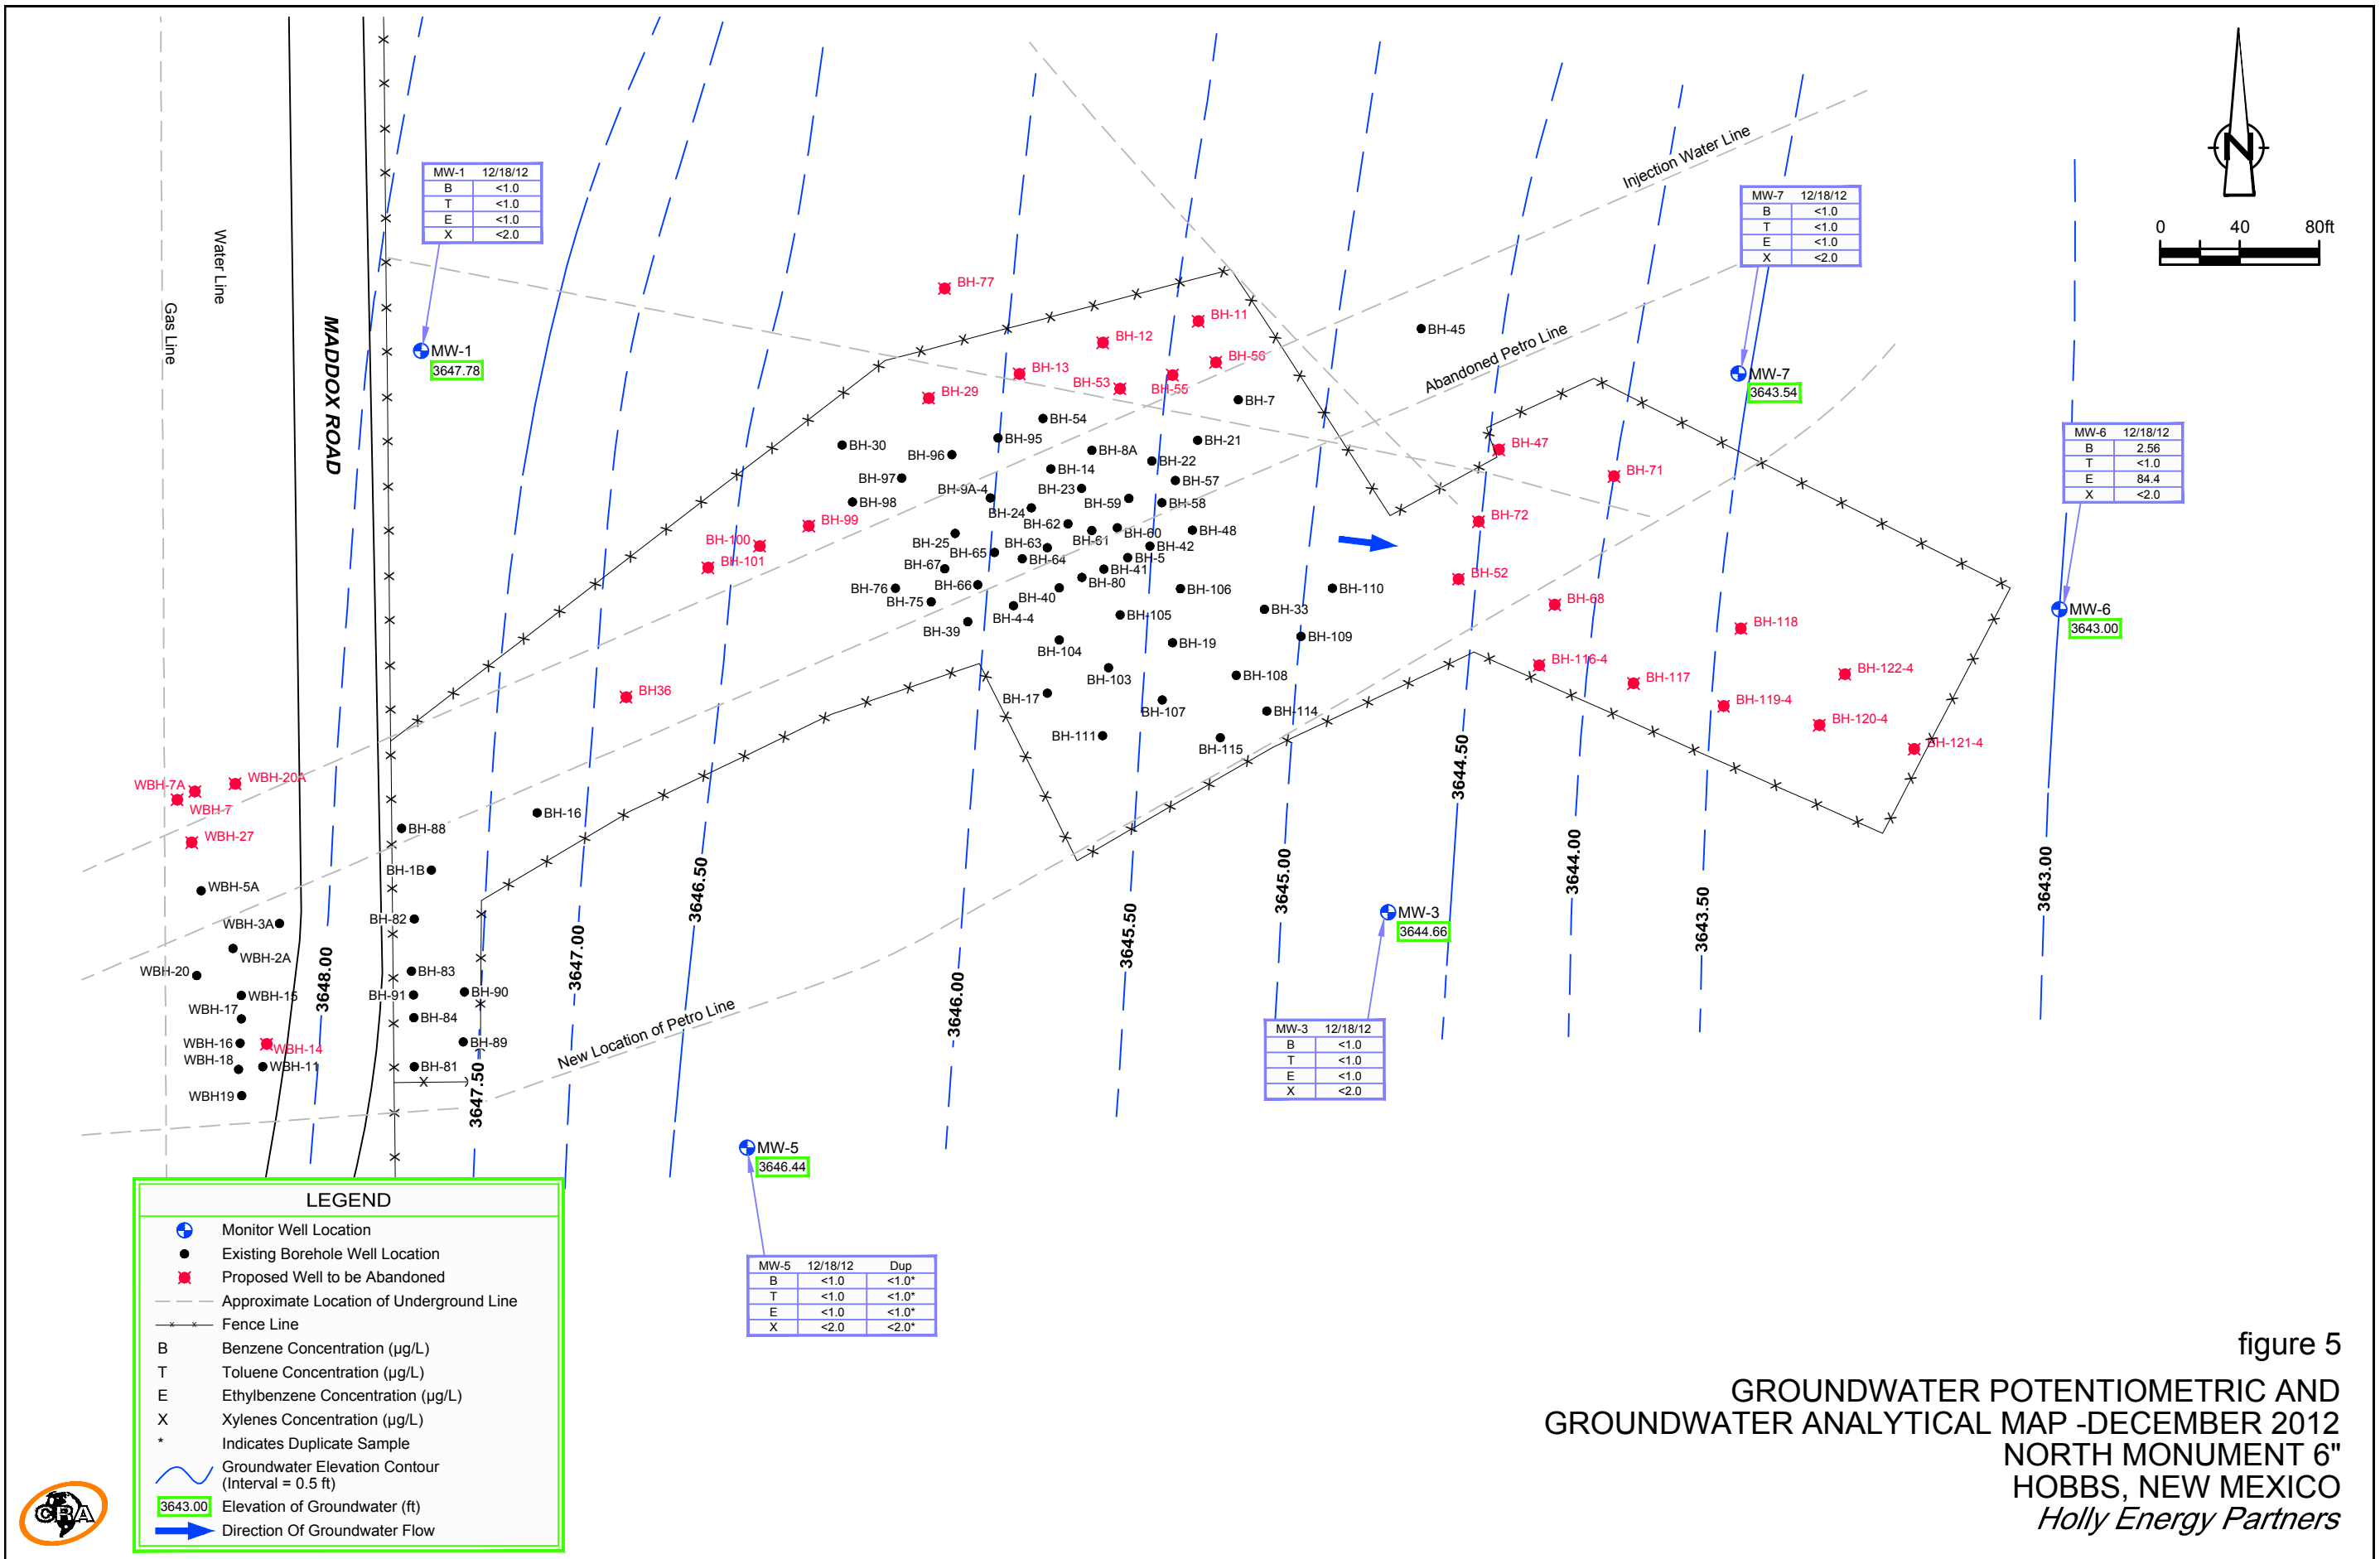 Injection Water Line
0 40 80ft
N
MW-1 12/18/12
B <1.0
T <1.0
E <1.0
X <2.0
MW-7 12/18/12
B <1.0
T <1.0
E <1.0
X <2.0
Water Line
Gas Line
MADDOX ROAD
BH-77
BH-11
BH-12
BH-45
MW-1
3647.78
BH-56
Abandoned Petro Line
BH-13
BH-53
BH-55
MW-7
3643.54
BH-29
BH-7
BH-54
MW-6 12/18/12
B 2.56
T <1.0
E 84.4
X <2.0
BH-30
BH-95
BH-21
BH-47
BH-96
BH-8A
BH-22
BH-14
BH-71
BH-97
BH-57
BH-9A-4
BH-23
BH-59
BH-58
BH-98
BH-24
BH-99
BH-62
BH-72
BH-61
BH-60
BH-48
BH-25
BH-100
BH-63
BH-42
BH-65
BH-64
BH-5
BH-101
BH-67
BH-41
BH-80
BH-52
BH-76
BH-66
BH-40
BH-106
BH-110
BH-75
BH-4-4
BH-33
BH-68
MW-6
3643.00
BH-39
BH-105
BH-118
BH-104
BH-19
BH-109
BH-103
BH-116-4
BH-108
BH-122-4
BH-117
BH36
BH-17
BH-107
BH-114
BH-119-4
BH-120-4
BH-111
BH-115
BH-121-4
WBH-7A
WBH-20A
WBH-7
WBH-27
BH-16
BH-88
BH-1B
WBH-5A
WBH-3A
BH-82
WBH-2A
WBH-20
BH-83
WBH-15
BH-91
BH-90
WBH-17
BH-84
WBH-16
WBH-14
BH-89
WBH-18
WBH-11
BH-81
WBH19
3648.00
3647.50
3647.00
3646.50
3646.00
3645.50
3645.00
3644.50
3644.00
3643.50
3643.00
MW-3
3644.66
New Location of Petro Line
MW-3 12/18/12
B <1.0
T <1.0
E <1.0
X <2.0
MW-5
3646.44
MW-5 12/18/12 Dup
B <1.0 <1.0*
T <1.0 <1.0*
E <1.0 <1.0*
X <2.0 <2.0*
LEGEND
Monitor Well Location
Existing Borehole Well Location
Proposed Well to be Abandoned
Approximate Location of Underground Line
Fence Line
B Benzene Concentration (µg/L)
T Toluene Concentration (µg/L)
E Ethylbenzene Concentration (µg/L)
X Xylenes Concentration (µg/L)
* Indicates Duplicate Sample
Groundwater Elevation Contour
(Interval = 0.5 ft)
3643.00 Elevation of Groundwater (ft)
Direction Of Groundwater Flow
CRA
figure 5
GROUNDWATER POTENTIOMETRIC AND
GROUNDWATER ANALYTICAL MAP -DECEMBER 2012
NORTH MONUMENT 6"
HOBBS, NEW MEXICO
Holly Energy Partners